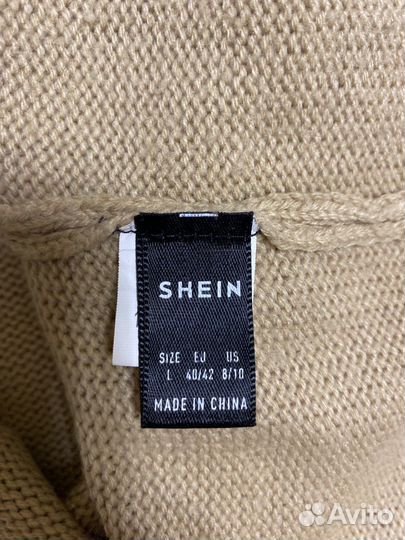 SHEIN
SIZE EU US
L 40/42 8/10
MADE IN CHINA
Avito